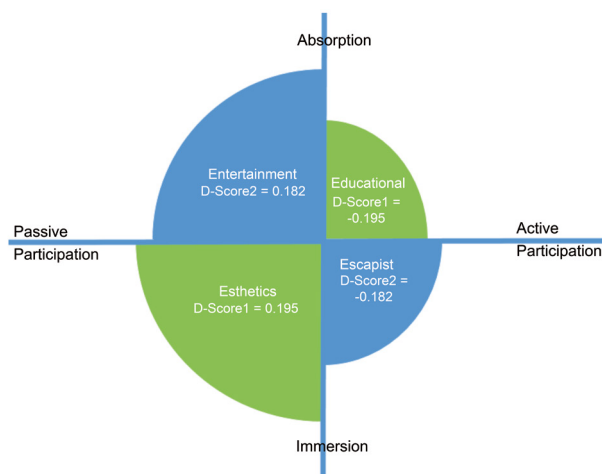 Absorption
Entertainment
D-Score2 = 0.182
Educational
D-Score1 =
-0.195
Passive
Participation
Active
Participation
Esthetics
D-Score1 = 0.195
Escapist
D-Score2 =
-0.182
Immersion